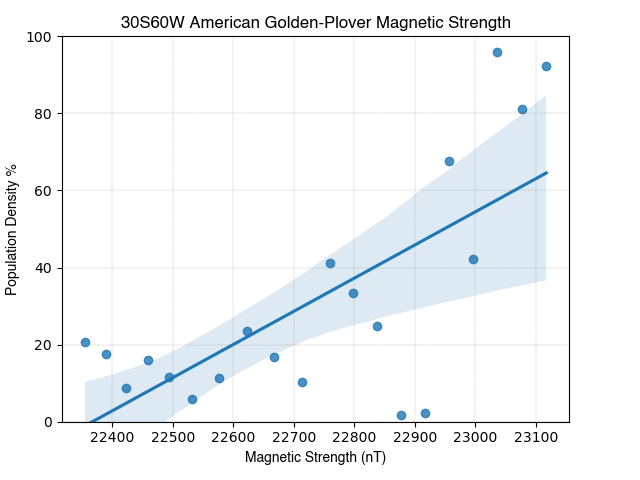 30S60W American Golden-Plover Magnetic Strength
Population Density %
100
80
60
40
20
0
22400 22500 22600 22700 22800 22900 23000 23100
Magnetic Strength (nT)